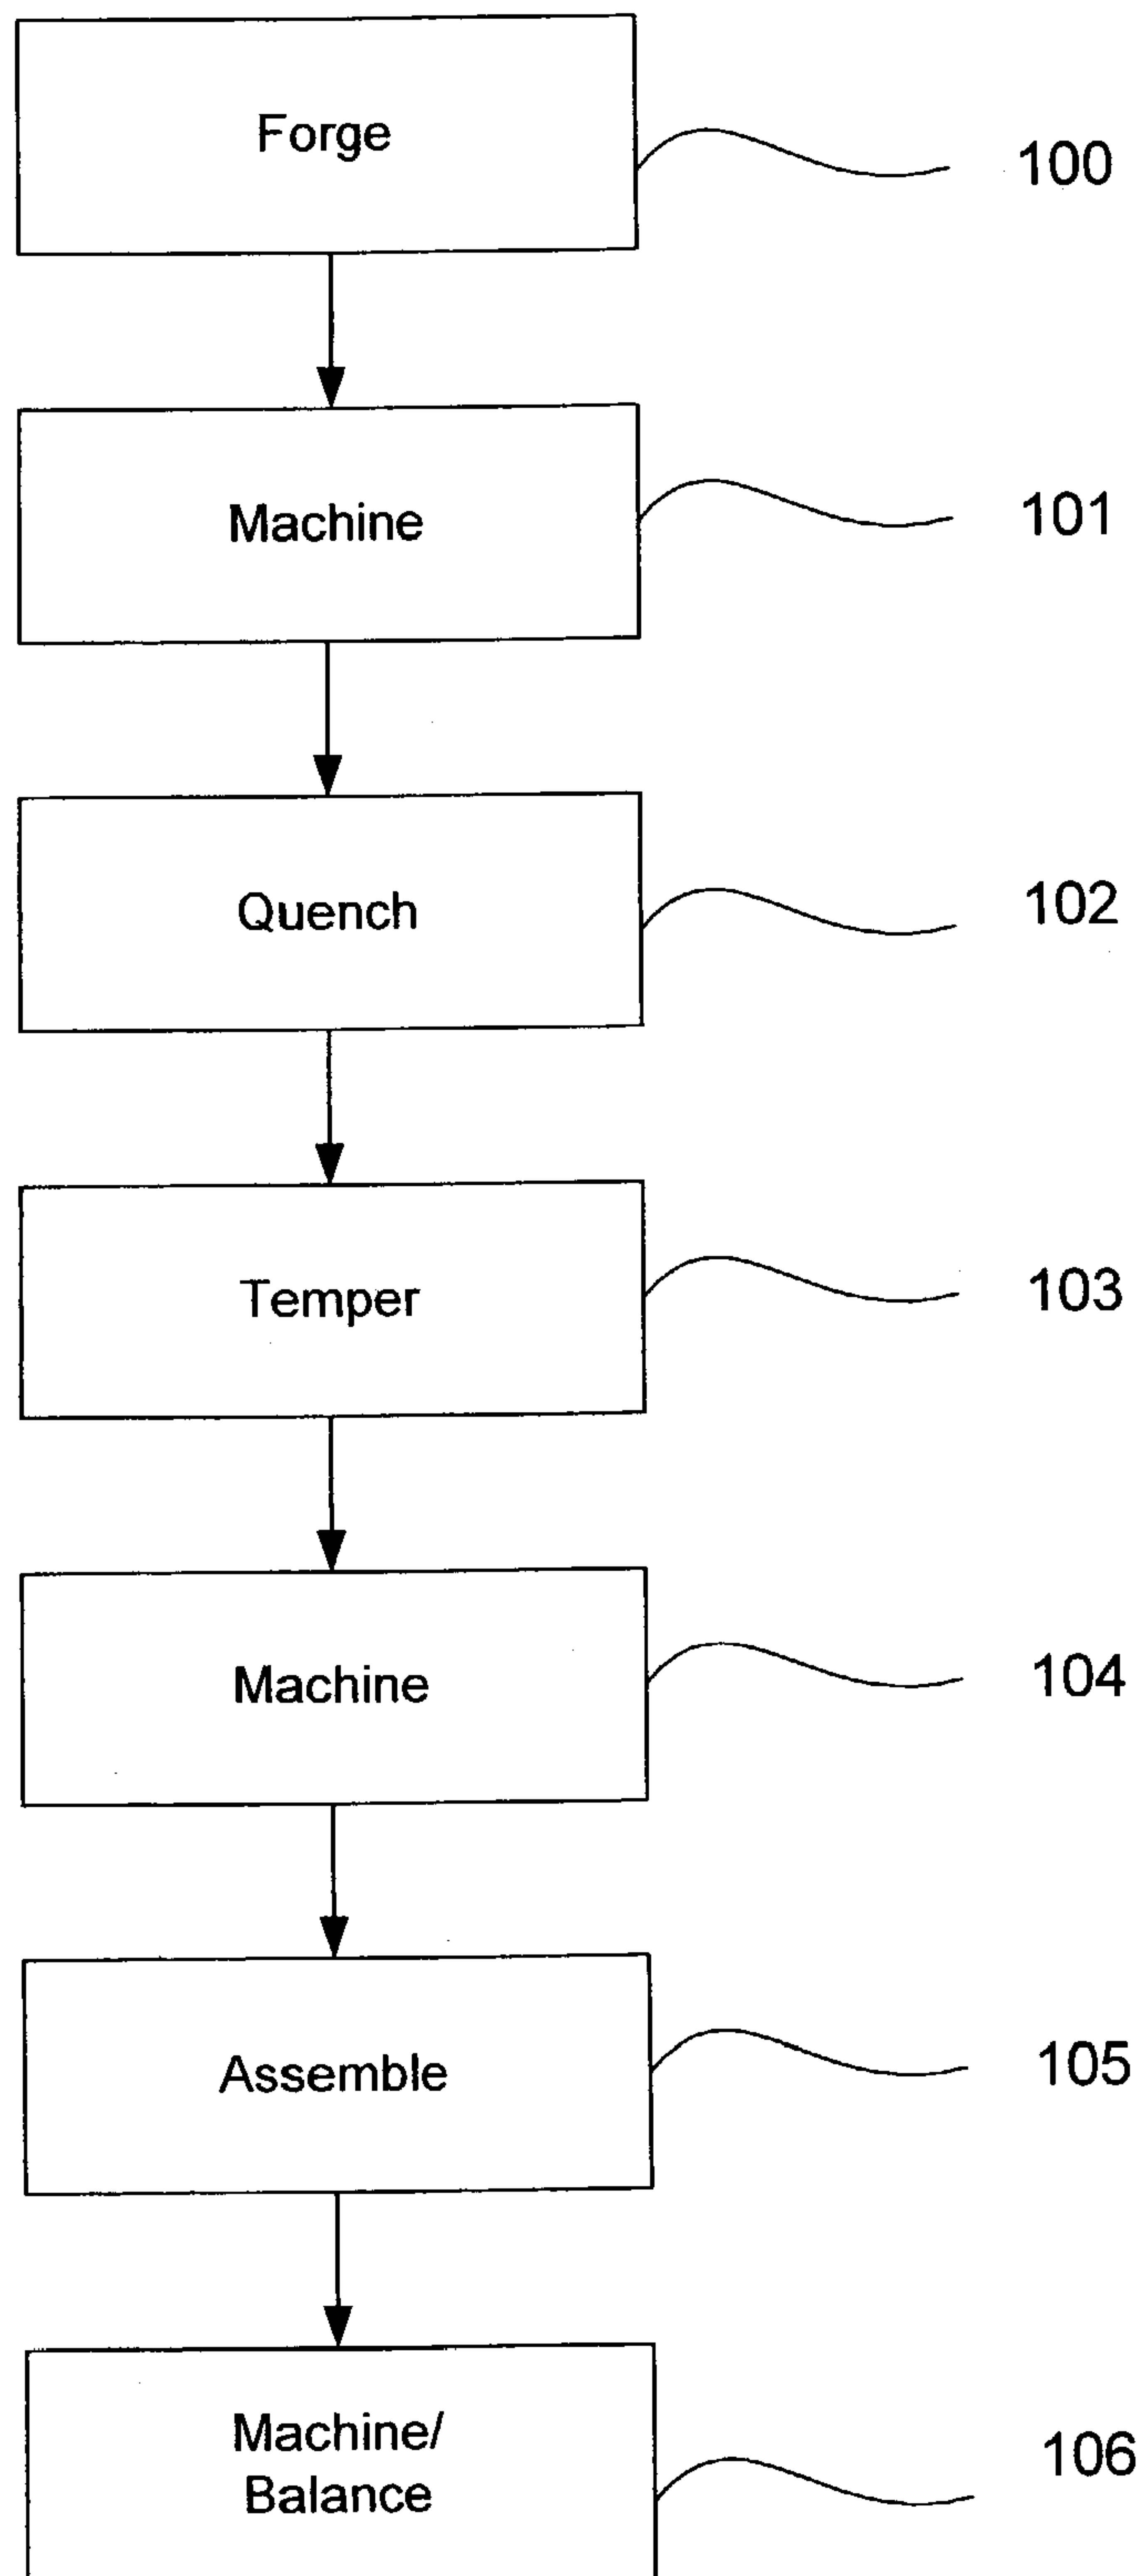 Forge
100
Machine
101
Quench
102
Temper
103
Machine
104
Assemble
105
Machine/
Balance
106